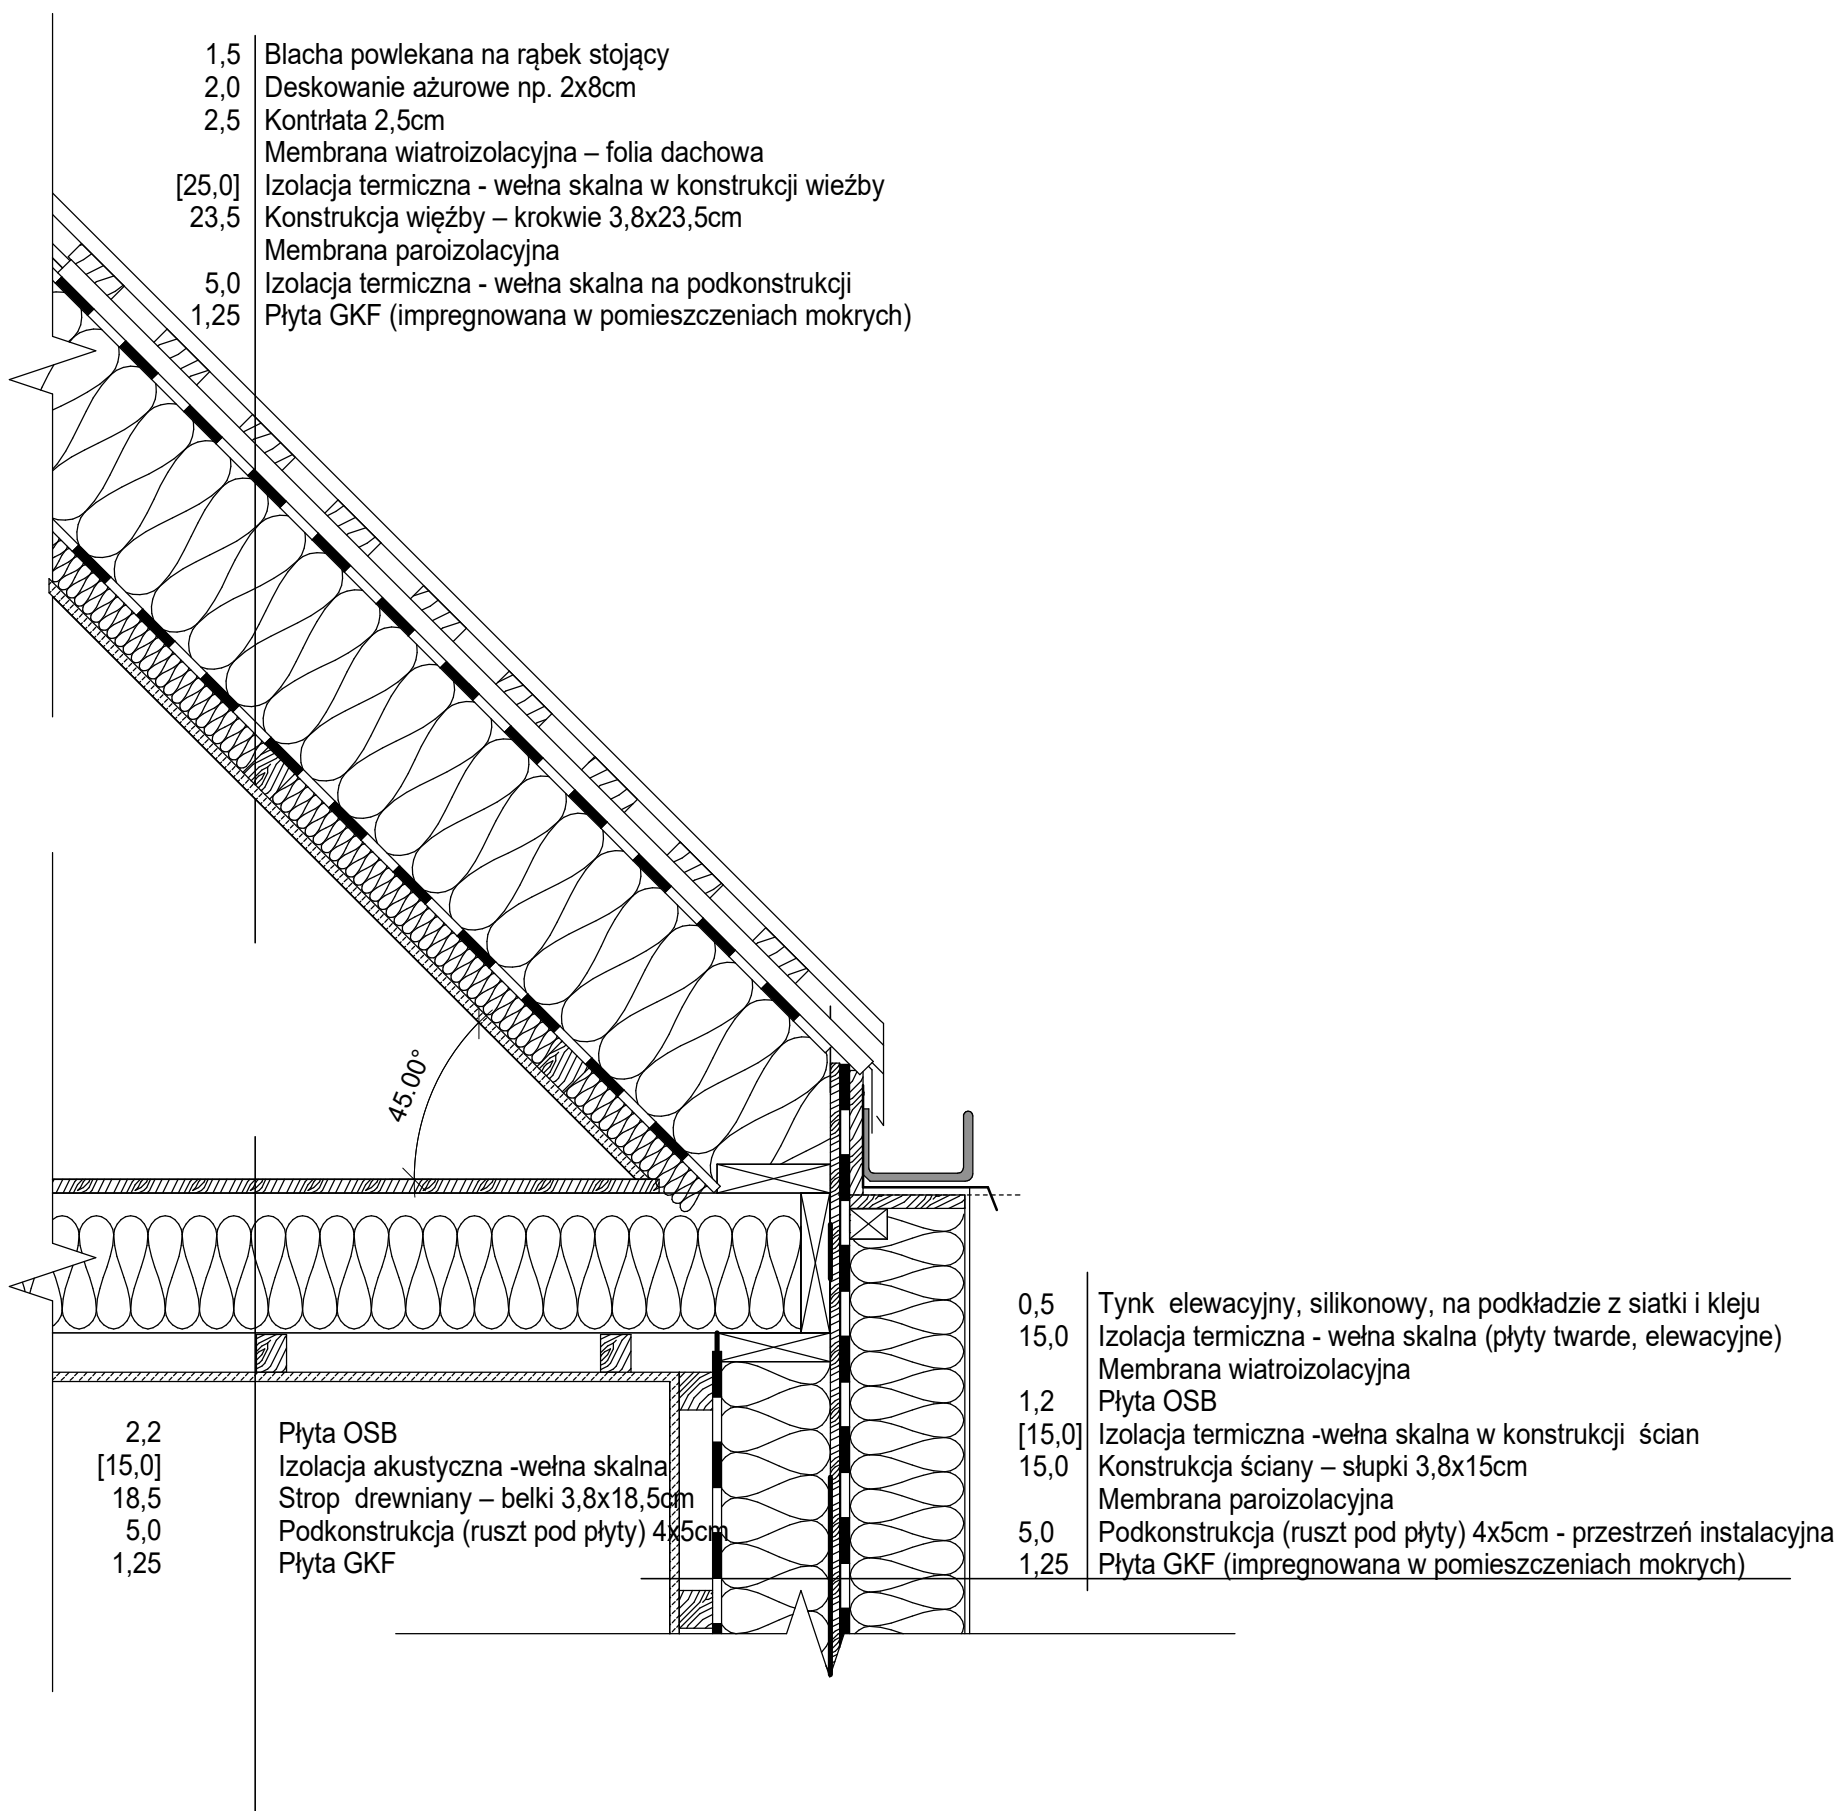 1,5 Blacha powlekana na rąbek stojący
2,0 Deskowanie ażurowe np. 2x8cm
2,5 Kontrłata 2,5cm
Membrana wiatroizolacyjna – folia dachowa
[25,0] Izolacja termiczna - wełna skalna w konstrukcji wieźby
23,5 Konstrukcja więźby – krokwie 3,8x23,5cm
Membrana paroizolacyjna
5,0 Izolacja termiczna - wełna skalna na podkonstrukcji
1,25 Płyta GKF (impregnowana w pomieszczeniach mokrych)
45.00°
0,5 Tynk elewacyjny, silikonowy, na podkładzie z siatki i kleju
15,0 Izolacja termiczna - wełna skalna (płyty twarde, elewacyjne)
Membrana wiatroizolacyjna
1,2 Płyta OSB
[15,0] Izolacja termiczna -wełna skalna w konstrukcji ścian
15,0 Konstrukcja ściany – słupki 3,8x15cm
Membrana paroizolacyjna
5,0 Podkonstrukcja (ruszt pod płyty) 4x5cm - przestrzeń instalacyjna
1,25 Płyta GKF (impregnowana w pomieszczeniach mokrych)
2,2 Płyta OSB
[15,0] Izolacja akustyczna -wełna skalna
18,5 Strop drewniany – belki 3,8x18,5cm
5,0 Podkonstrukcja (ruszt pod płyty) 4x5cm
1,25 Płyta GKF